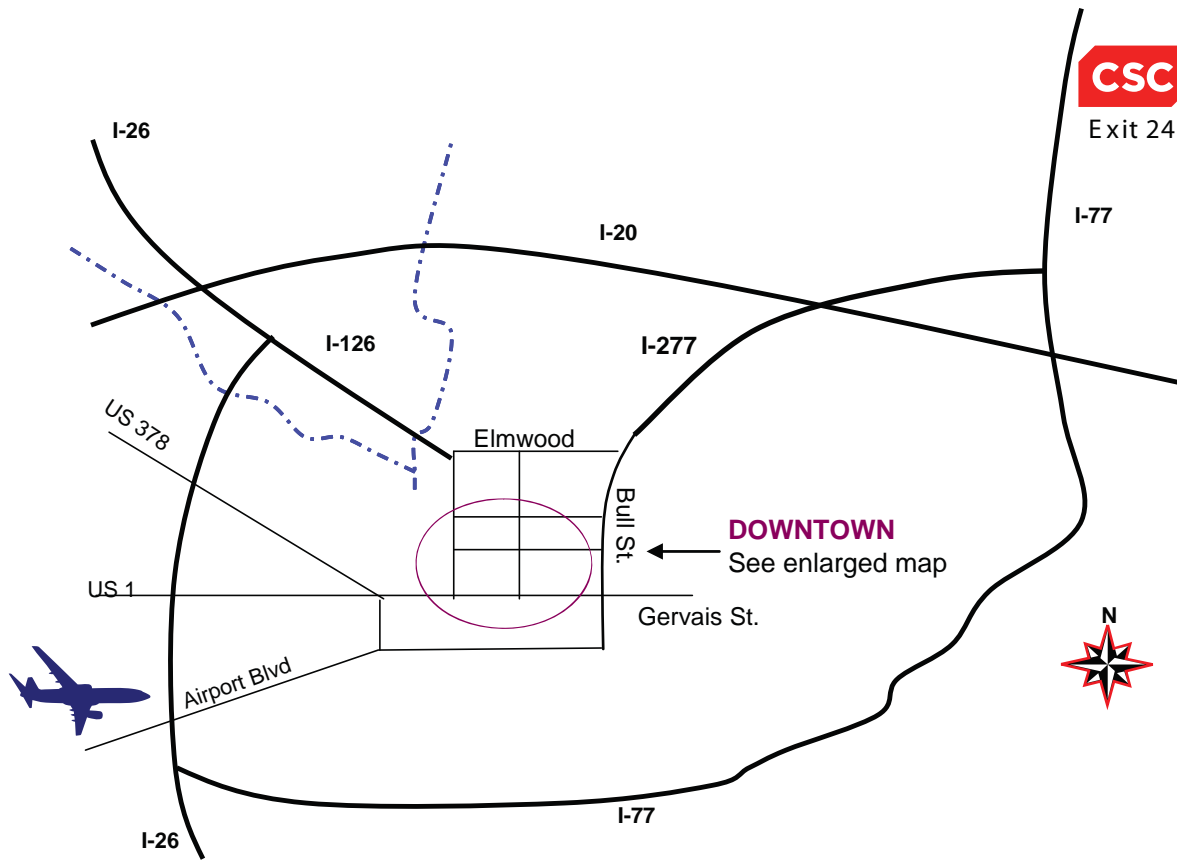 CSC
Exit 24
I-26
I-77
I-20
I-126
I-277
US 378
Elmwood
Bull St.
DOWNTOWN
See enlarged map
US 1
Gervais St.
N
Airport Blvd
I-77
I-26